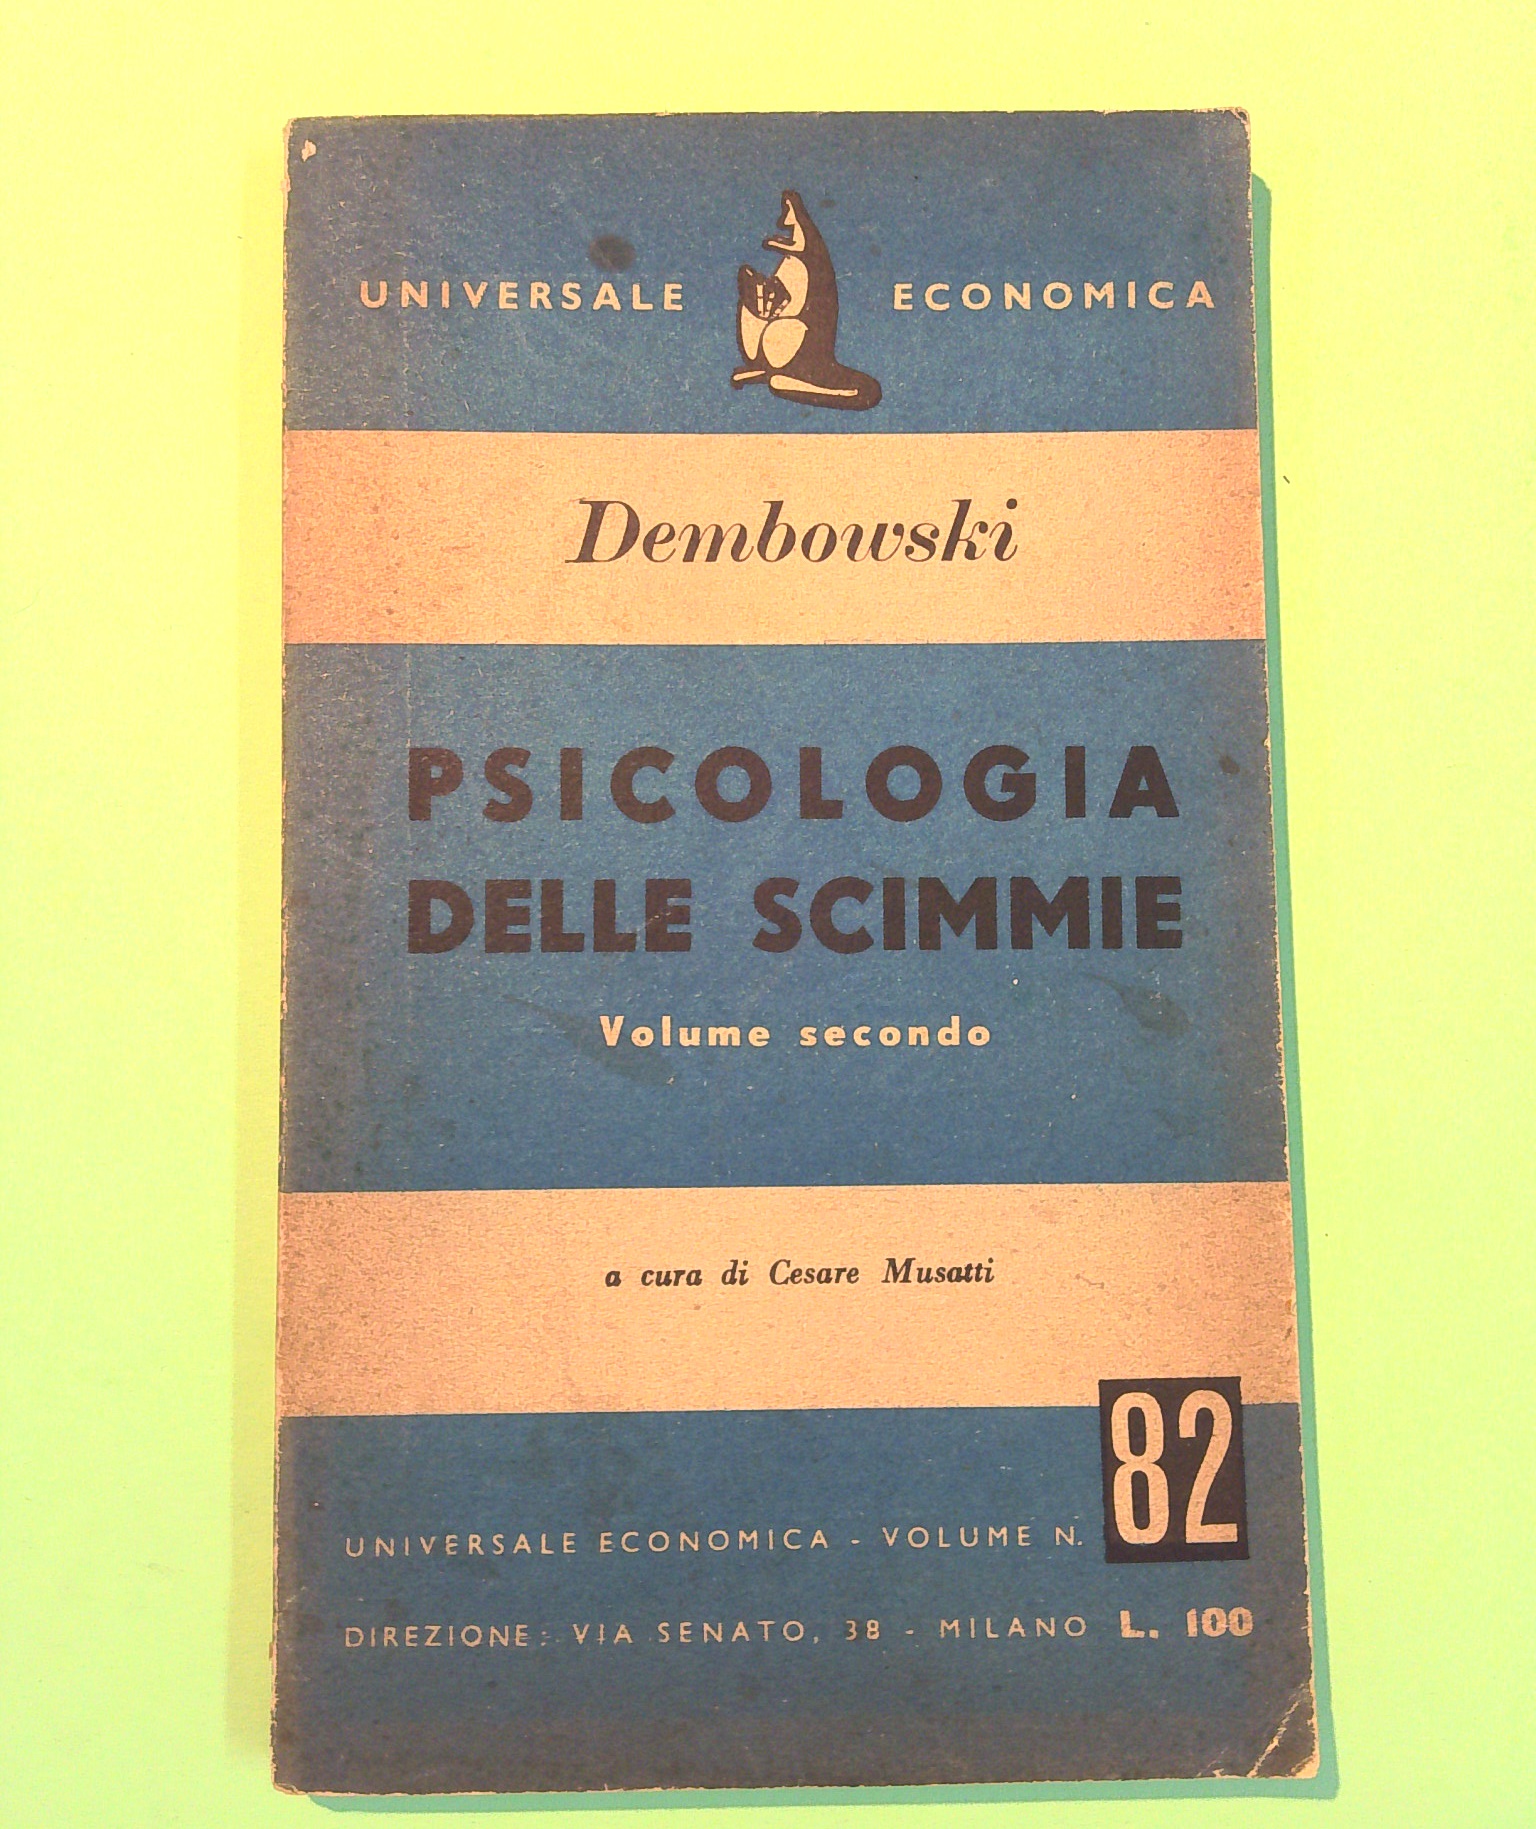 UNIVERSALE ECONOMICA
Dembowski
PSICOLOGIA
DELLE SCIMMIE
Volume secondo
a cura di Cesare Musatti
UNIVERSALE ECONOMICA - VOLUME N. 82
DIREZIONE: VIA SENATO, 38 - MILANO L. 100